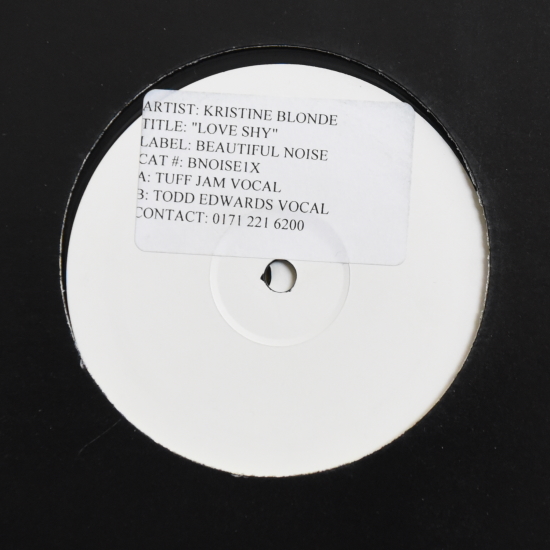 ARTIST: KRISTINE BLONDE
TITLE: "LOVE SHY"
LABEL: BEAUTIFUL NOISE
CAT #: BNOISE1X
A: TUFF JAM VOCAL
B: TODD EDWARDS VOCAL
CONTACT: 0171 221 6200